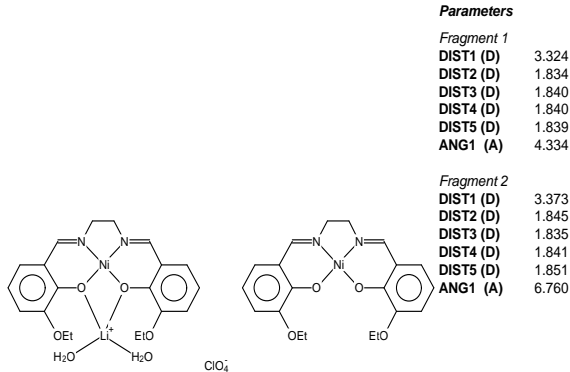 Parameters
Fragment 1
DIST1 (D) 3.324
DIST2 (D) 1.834
DIST3 (D) 1.840
DIST4 (D) 1.840
DIST5 (D) 1.839
ANG1 (A) 4.334
Fragment 2
DIST1 (D) 3.373
DIST2 (D) 1.845
DIST3 (D) 1.835
DIST4 (D) 1.841
DIST5 (D) 1.851
ANG1 (A) 6.760
N N
Ni
O O
OEt Li+ EtO
H2O H2O
ClO4-
N N
Ni
O O
OEt EtO